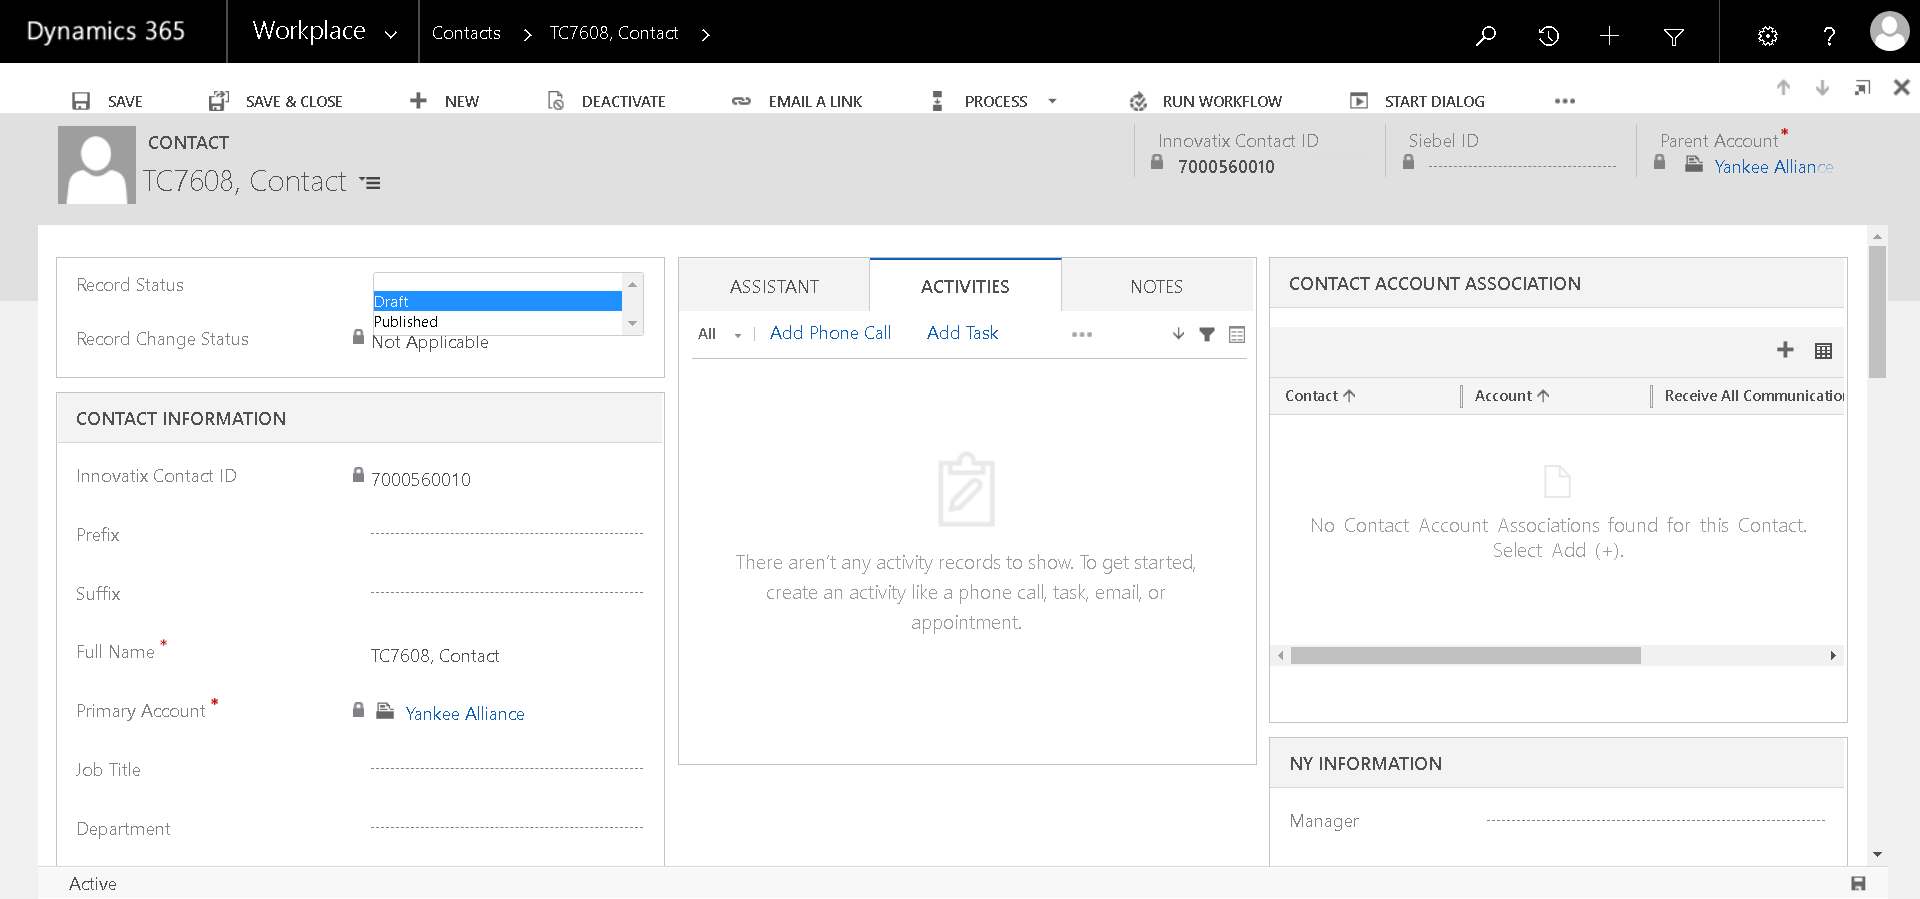 Dynamics 365
Workplace
Contacts
TC7608, Contact
SAVE
SAVE & CLOSE
NEW
DEACTIVATE
EMAIL A LINK
PROCESS
RUN WORKFLOW
START DIALOG
CONTACT
TC7608, Contact
Innovatix Contact ID
7000560010
Siebel ID
Parent Account*
Yankee Alliance
Record Status
Draft
Published
Record Change Status
Not Applicable
CONTACT INFORMATION
Innovatix Contact ID
7000560010
Prefix
Suffix
Full Name *
TC7608, Contact
Primary Account *
Yankee Alliance
Job Title
Department
ASSISTANT
ACTIVITIES
NOTES
All
Add Phone Call
Add Task
There aren't any activity records to show. To get started,
create an activity like a phone call, task, email, or
appointment.
CONTACT ACCOUNT ASSOCIATION
Contact
Account
Receive All Communicatio
No Contact Account Associations found for this Contact.
Select Add (+).
NY INFORMATION
Manager
Active